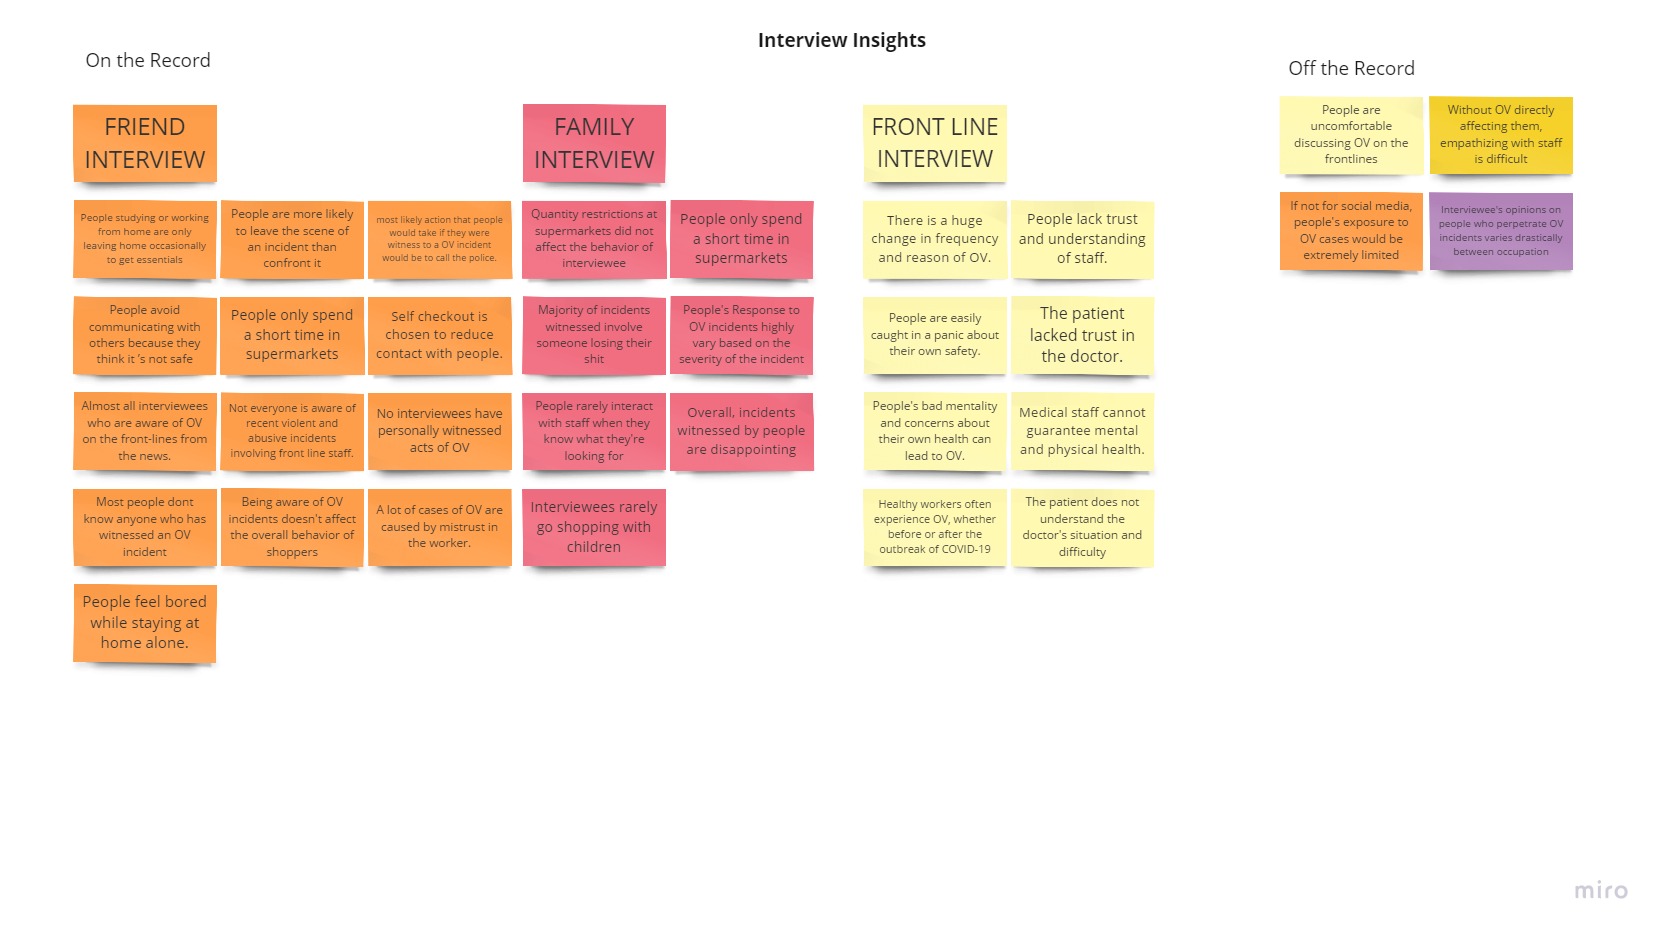 Interview Insights
On the Record
Off the Record
FRIEND
INTERVIEW
People studying or working
from home are only
leaving home occasionally
to get essentials
People are more likely
to leave the scene of
an incident than
confront it
most likely action that people
would take if they were
witness to a OV incident
would be to call the police.
People avoid
communicating with
others because they
think it 's not safe
People only spend
a short time in
supermarkets
Self checkout is
chosen to reduce
contact with people.
Almost all interviewees
who are aware of OV
on the front-lines from
the news.
Not everyone is aware of
recent violent and
abusive incidents
involving front line staff.
No interviewees have
personally witnessed
acts of OV
Most people dont
know anyone who has
witnessed an OV
incident
Being aware of OV
incidents doesn't affect
the overall behavior of
shoppers
A lot of cases of OV are
caused by mistrust in
the worker.
People feel bored
while staying at
home alone.
FAMILY
INTERVIEW
Quantity restrictions at
supermarkets did not
affect the behavior of
interviewee
People only spend
a short time in
supermarkets
Majority of incidents
witnessed involve
someone losing their
shit
People's Response to
OV incidents highly
vary based on the
severity of the incident
People rarely interact
with staff when they
know what they're
looking for
Overall, incidents
witnessed by people
are disappointing
Interviewees rarely
go shopping with
children
FRONT LINE
INTERVIEW
There is a huge
change in frequency
and reason of OV.
People lack trust
and understanding
of staff.
People are easily
caught in a panic about
their own safety.
The patient
lacked trust in
the doctor.
People's bad mentality
and concerns about
their own health can
lead to OV.
Medical staff cannot
guarantee mental
and physical health.
Healthy workers often
experience OV, whether
before or after the
outbreak of COVID-19
The patient does not
understand the
doctor's situation and
difficulty
People are
uncomfortable
discussing OV on the
frontlines
Without OV directly
affecting them,
empathizing with staff
is difficult
If not for social media,
people's exposure to
OV cases would be
extremely limited
Interviewee's opinions on
people who perpetrate OV
incidents varies drastically
between occupation
miro